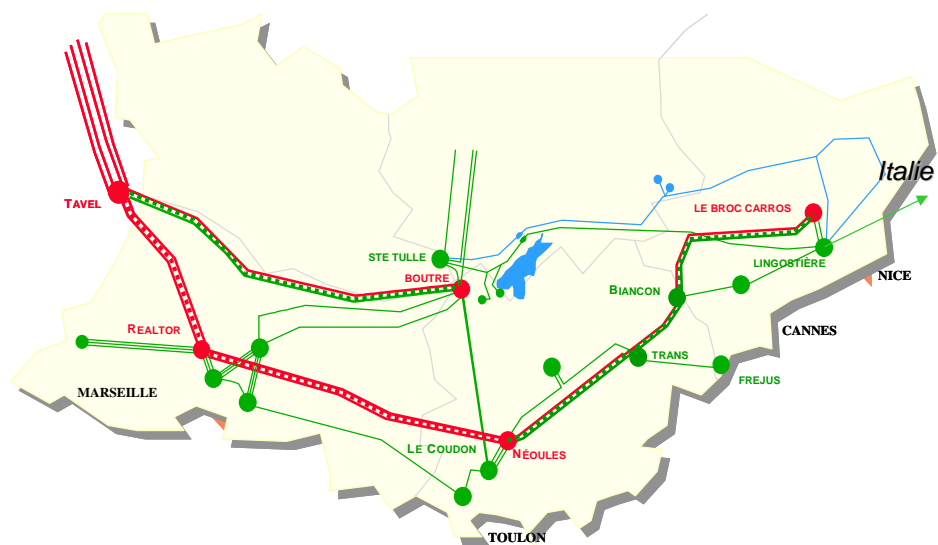 Italie
TAVEL
LE BROC CARROS
STE TULLE
BOUTRE
LINGOSTIÈRE
NICE
BIANCON
REALTOR
CANNES
TRANS
FREJUS
MARSEILLE
LE COUDON
NÉOULES
TOULON